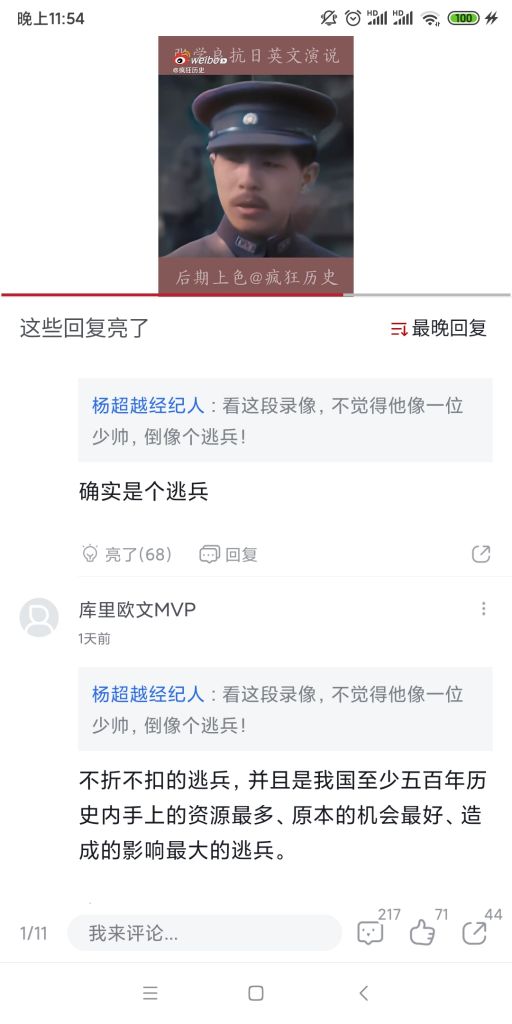 晚上11:54
HD
HD
100
张学良抗日英文演说
weibo
@疯狂历史
后期上色@疯狂历史
这些回复亮了
最晚回复
杨超越经纪人：看这段录像，不觉得他像一位
少帅，倒像个逃兵！
确实是个逃兵
亮了(68)
回复
库里欧文MVP
1天前
杨超越经纪人：看这段录像，不觉得他像一位
少帅，倒像个逃兵！
不折不扣的逃兵，并且是我国至少五百年历
史内手上的资源最多、原本的机会最好、造
成的影响最大的逃兵。
1/11
我来评论...
217
71
44